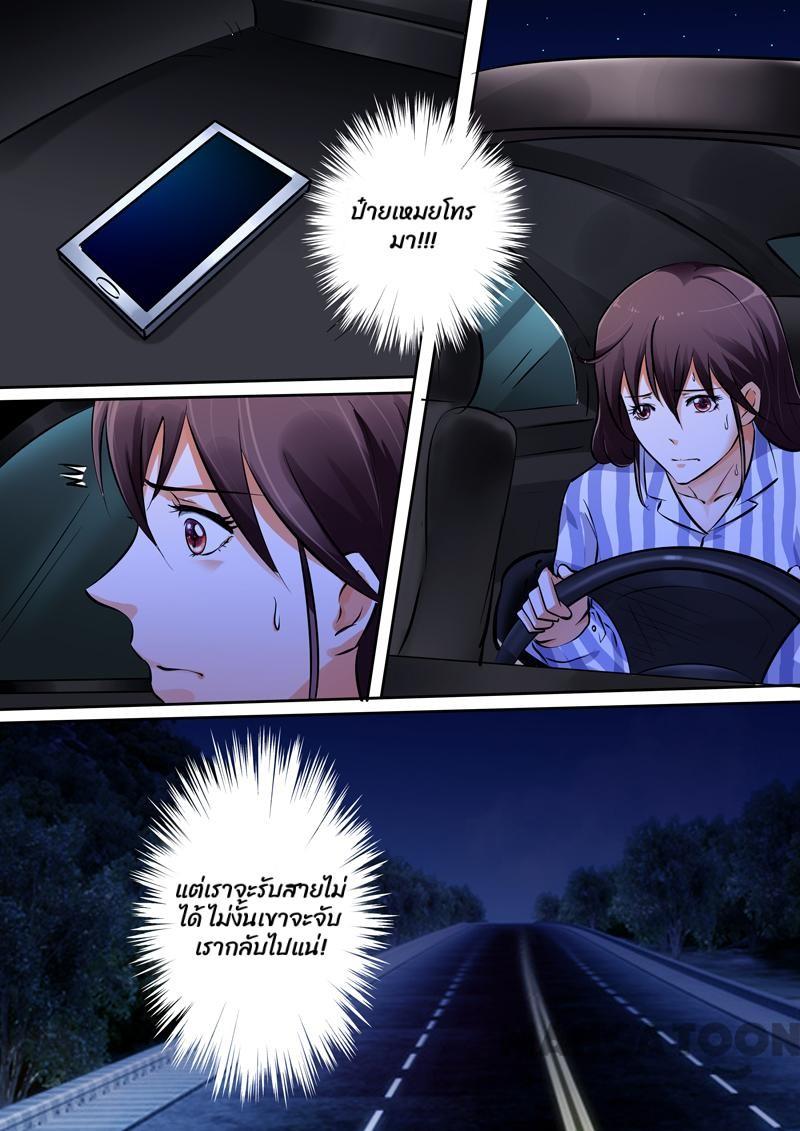 ป๋ายเหมยโทร
มา!!!
แต่เราจะรับสายไม่
ได้ ไม่งั้นเขาจะจับ
เรากลับไปแน่!
MANGATOON